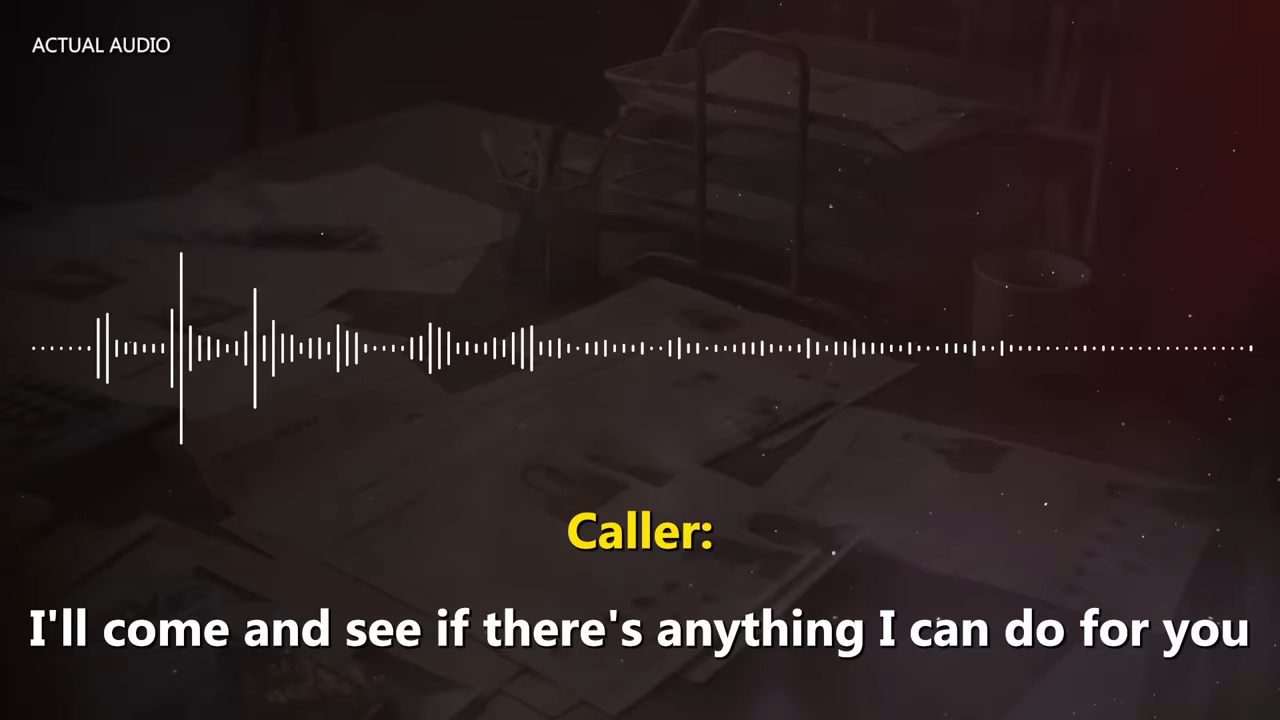 ACTUAL AUDIO
Caller:
I'll come and see if there's anything I can do for you